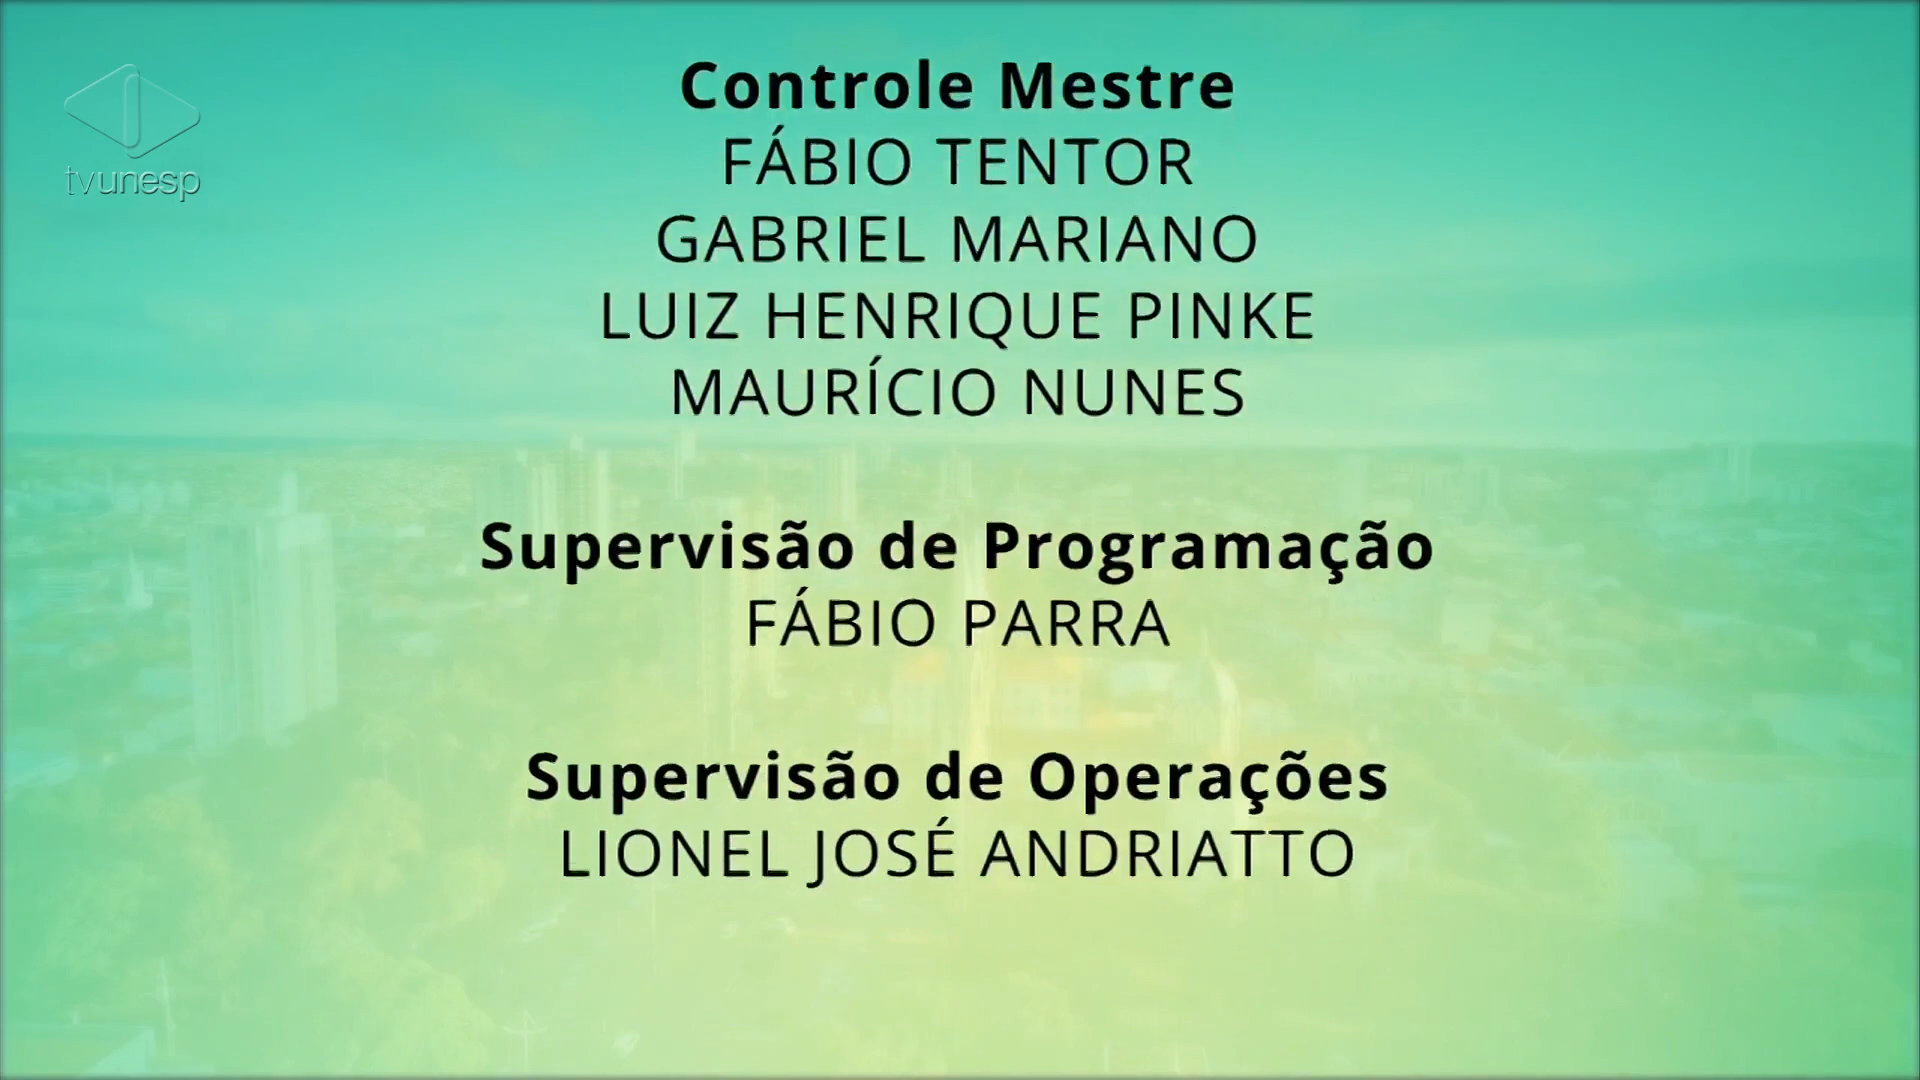 Controle Mestre
FÁBIO TENTOR
GABRIEL MARIANO
LUIZ HENRIQUE PINKE
MAURÍCIO NUNES
Supervisão de Programação
FÁBIO PARRA
Supervisão de Operações
LIONEL JOSÉ ANDRIATTO
tvunesp